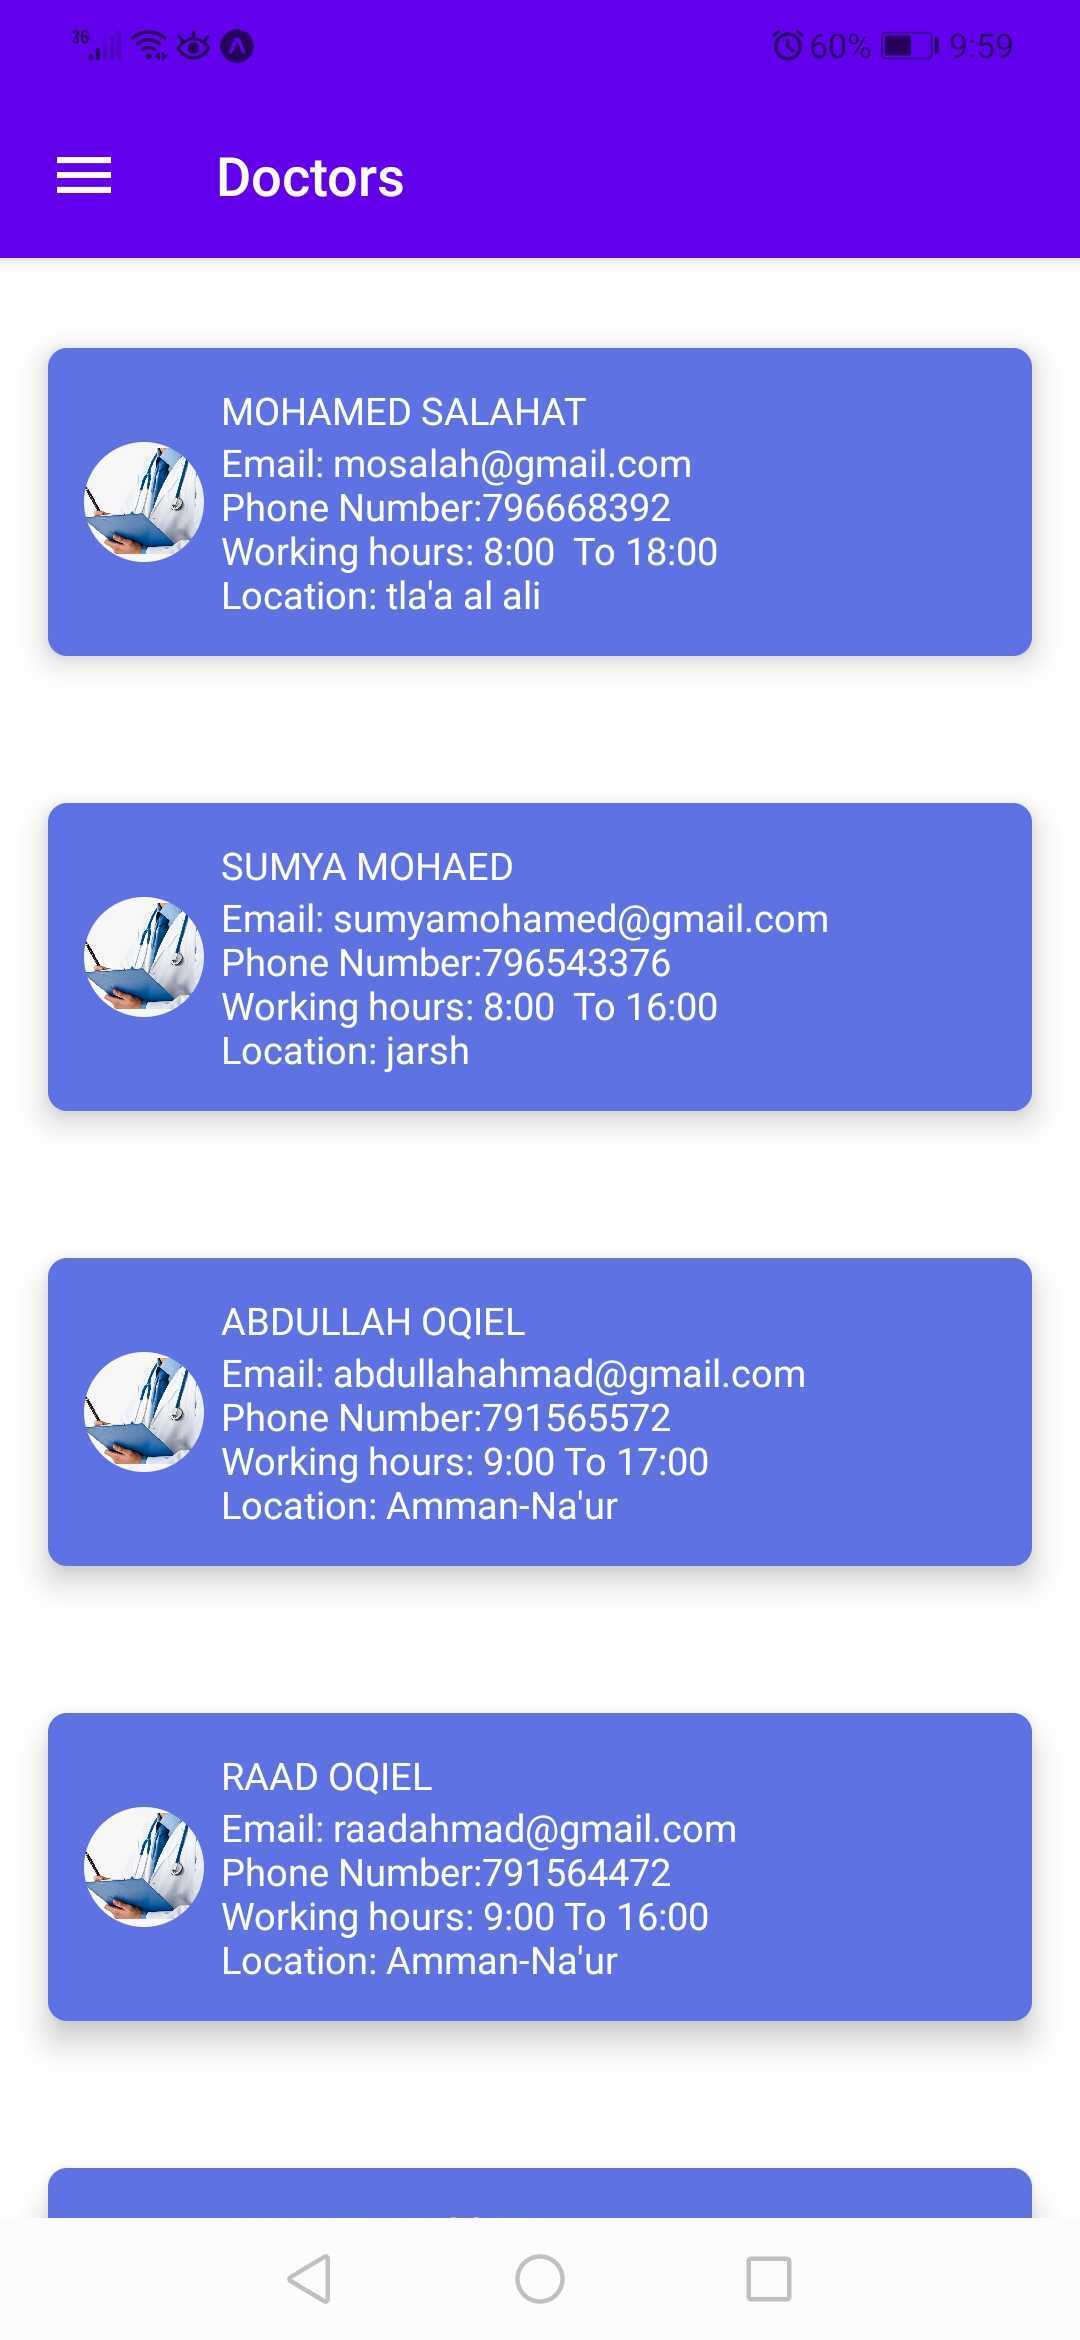 3G 60% 9:59
Doctors
MOHAMED SALAHAT
Email: mosalah@gmail.com
Phone Number:796668392
Working hours: 8:00  To 18:00
Location: tla'a al ali
SUMYA MOHAED
Email: sumyamohamed@gmail.com
Phone Number:796543376
Working hours: 8:00  To 16:00
Location: jarsh
ABDULLAH OQIEL
Email: abdullahahmad@gmail.com
Phone Number:791565572
Working hours: 9:00 To 17:00
Location: Amman-Na'ur
RAAD OQIEL
Email: raadahmad@gmail.com
Phone Number:791564472
Working hours: 9:00 To 16:00
Location: Amman-Na'ur